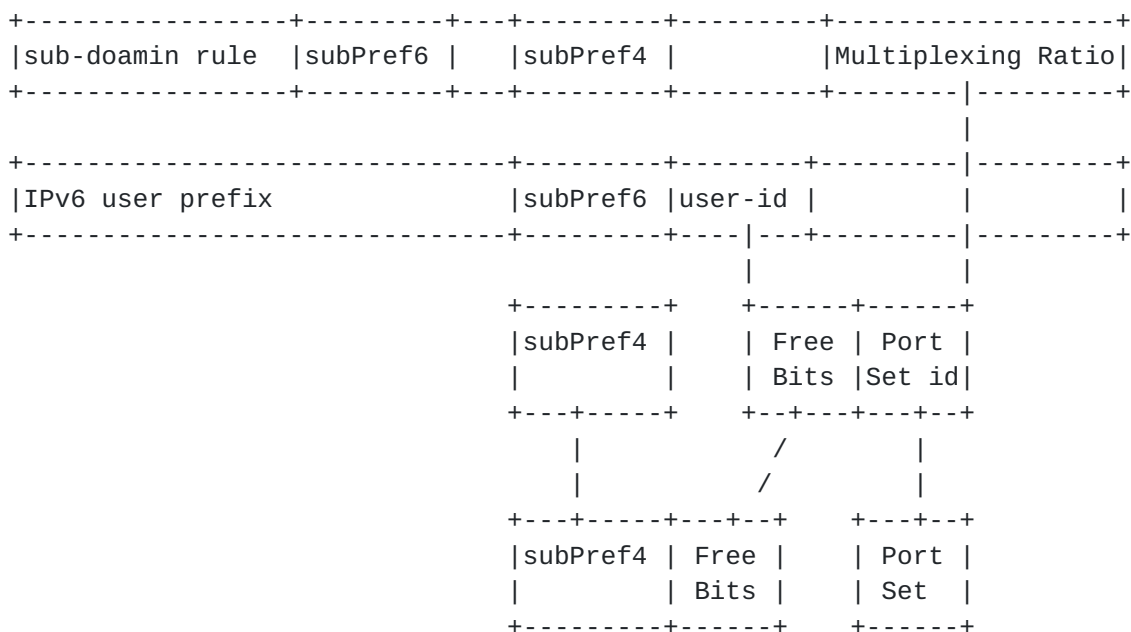 +-----------------+---------+---+---------+---------+------------------+
|sub-doamin rule  |subPref6 |   |subPref4 |         |Multiplexing Ratio|
+-----------------+---------+---+---------+---------+--------|---------+
                                                             |
+-------------------------------+---------+--------+---------|---------+
|IPv6 user prefix               |subPref6 |user-id |         |         |
+-------------------------------+---------+----|---+---------|---------+
                                               |             |
                                +---------+    +------+------+
                                |subPref4 |    | Free | Port |
                                |         |    | Bits |Set id|
                                +---+-----+    +--+---+---+--+
                                    |            /        |
                                    |           /         |
                                +---+-----+---+--+    +---+--+
                                |subPref4 | Free |    | Port |
                                |         | Bits |    | Set  |
                                +---------+------+    +------+